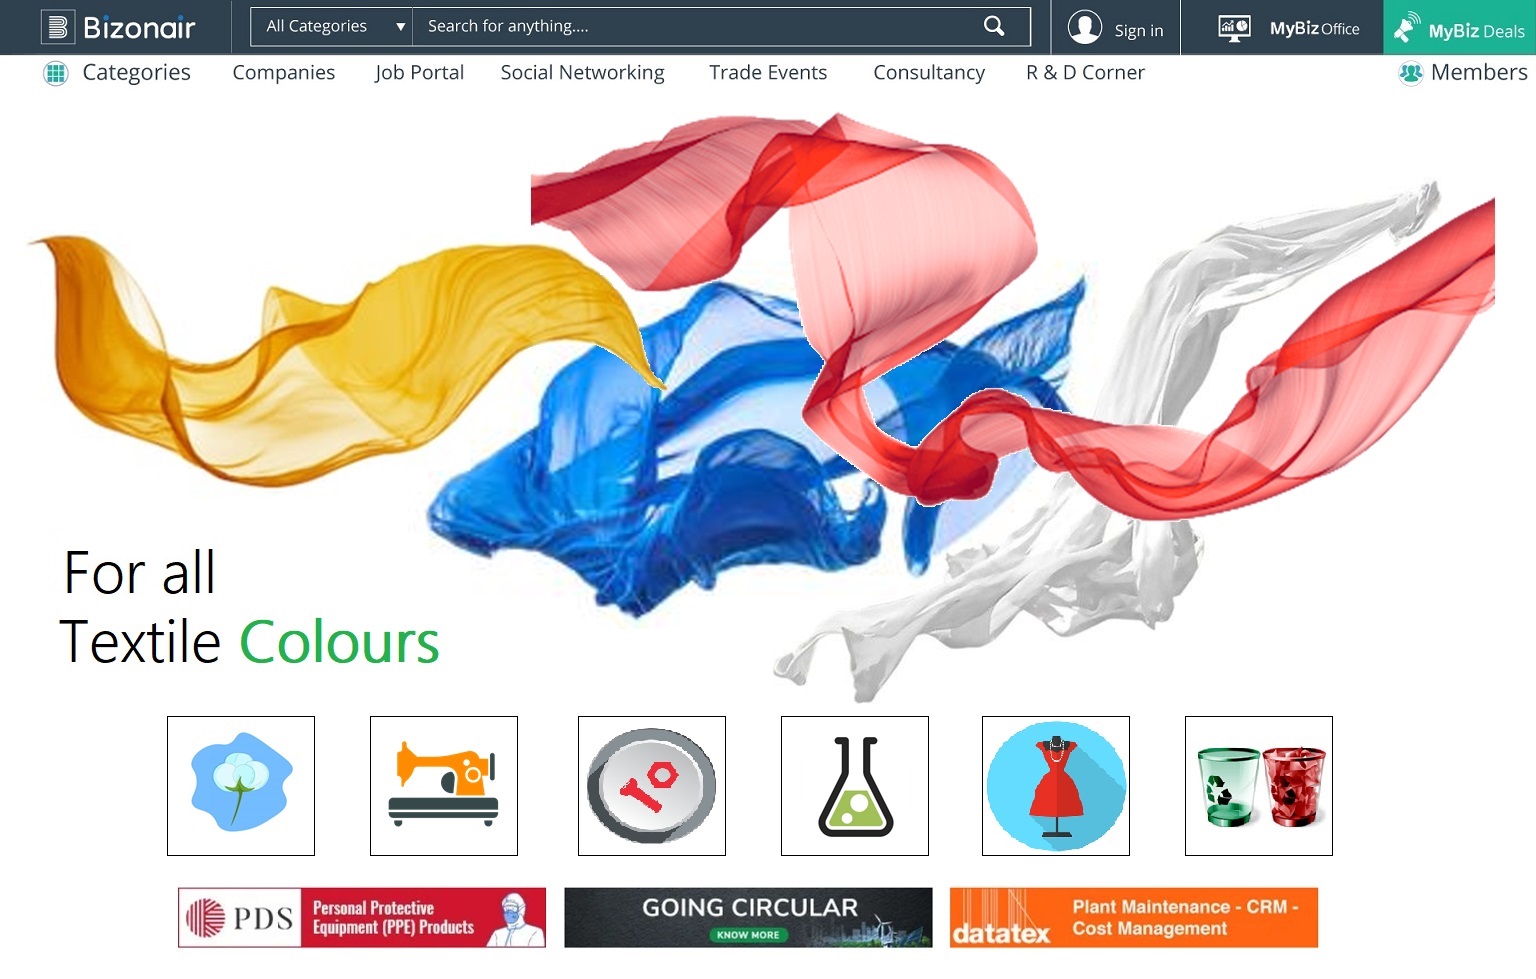 Bizonair
All Categories
Search for anything....
Sign in
MyBiz Office
MyBiz Deals
Categories
Companies
Job Portal
Social Networking
Trade Events
Consultancy
R & D Corner
Members
For all
Textile Colours
PDS
Personal Protective
Equipment (PPE) Products
GOING CIRCULAR
KNOW MORE
datatex
Plant Maintenance - CRM -
Cost Management